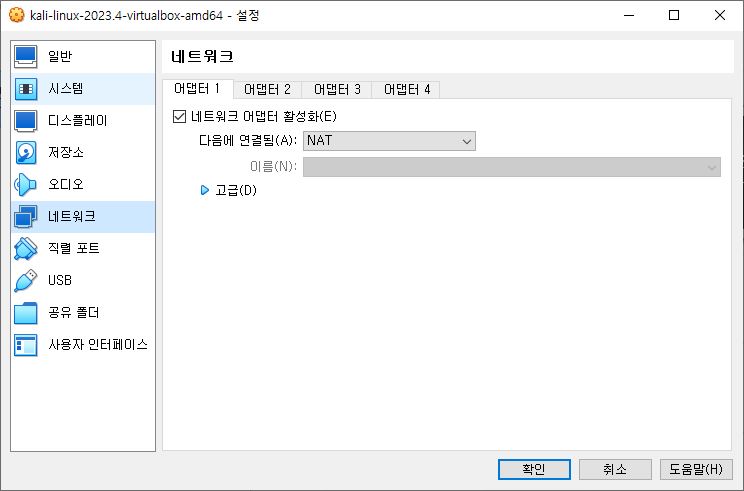 kali-linux-2023.4-virtualbox-amd64 - 설정
일반
시스템
디스플레이
저장소
오디오
네트워크
직렬 포트
USB
공유 폴더
사용자 인터페이스
네트워크
어댑터 1 어댑터 2 어댑터 3 어댑터 4
네트워크 어댑터 활성화(E)
다음에 연결됨(A): NAT
이름(N):
고급(D)
확인 취소 도움말(H)